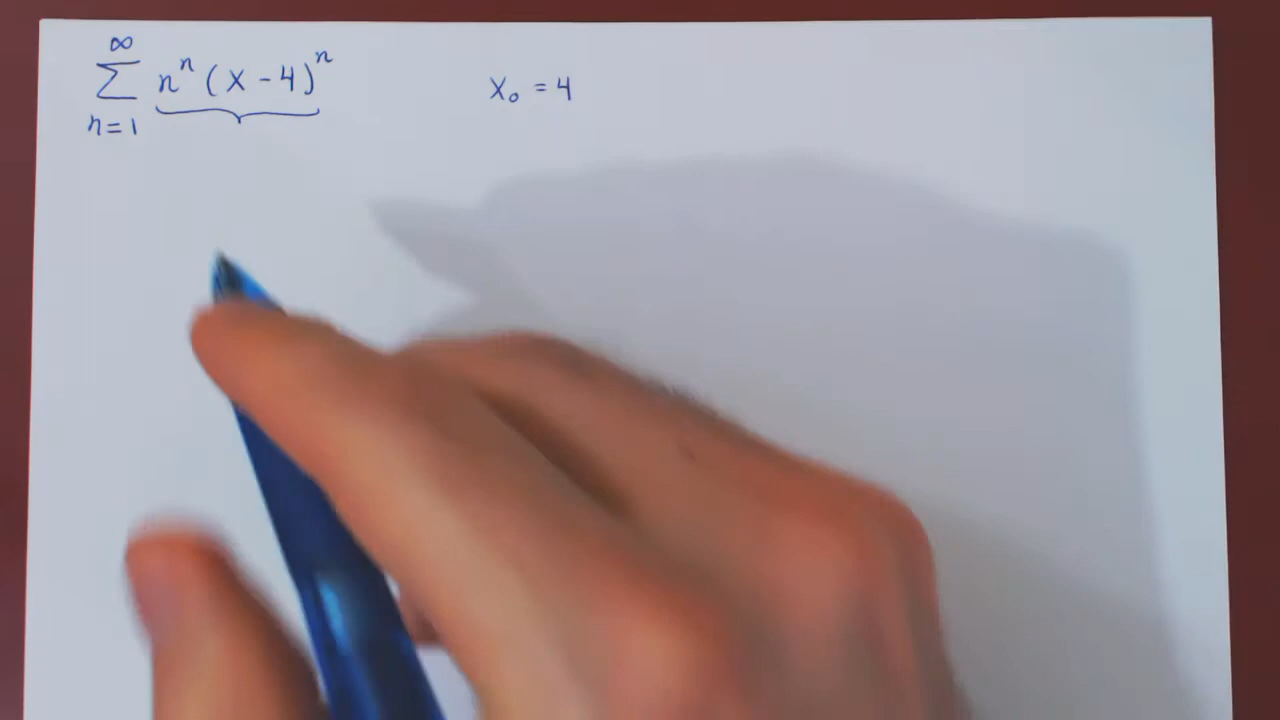 ∞
∑ nⁿ (x - 4)ⁿ
n = 1
x₀ = 4